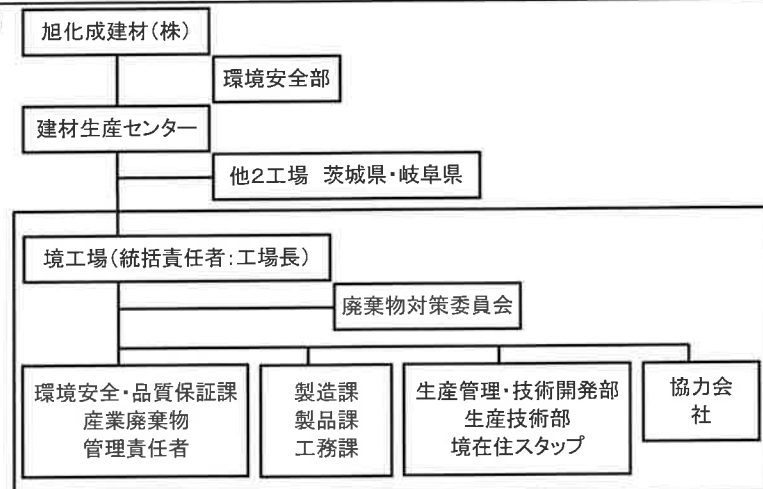 旭化成建材(株)
環境安全部
建材生産センター
他2工場 茨城県・岐阜県
境工場(統括責任者:工場長)
廃棄物対策委員会
環境安全・品質保証課
産業廃棄物
管理責任者
製造課
製品課
工務課
生産管理・技術開発部
生産技術部
境在住スタップ
協力会
社